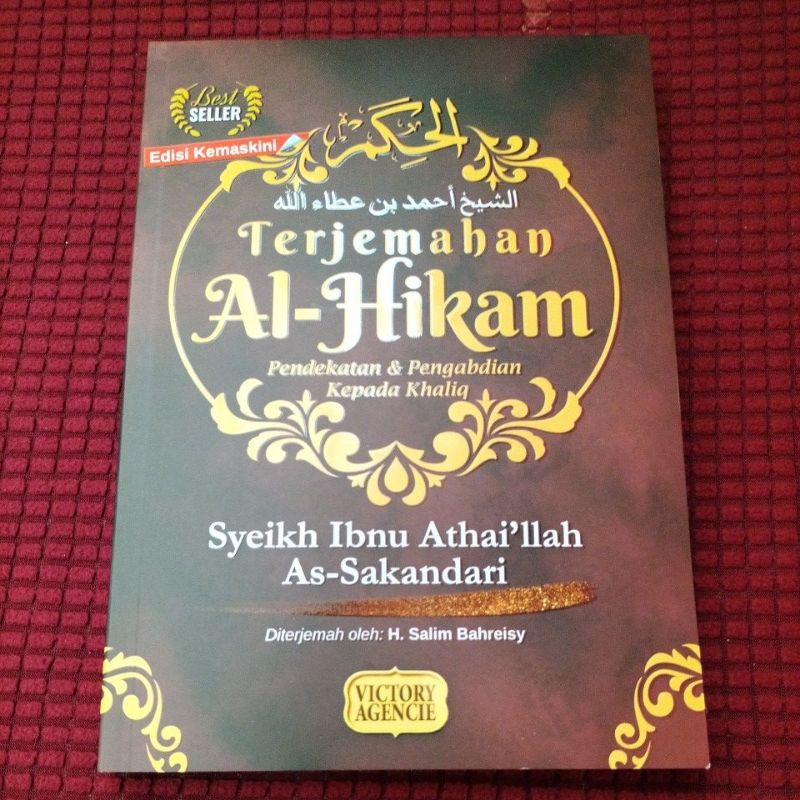 Best
SELLER
Edisi Kemaskini
الحكم
الشيخ أحمد بن عطاء الله
Terjemahan
Al-Hikam
Pendekatan & Pengabdian
Kepada Khaliq
Syeikh Ibnu Athai'llah
As-Sakandari
Diterjemah oleh: H. Salim Bahreisy
VICTORY
AGENCIE